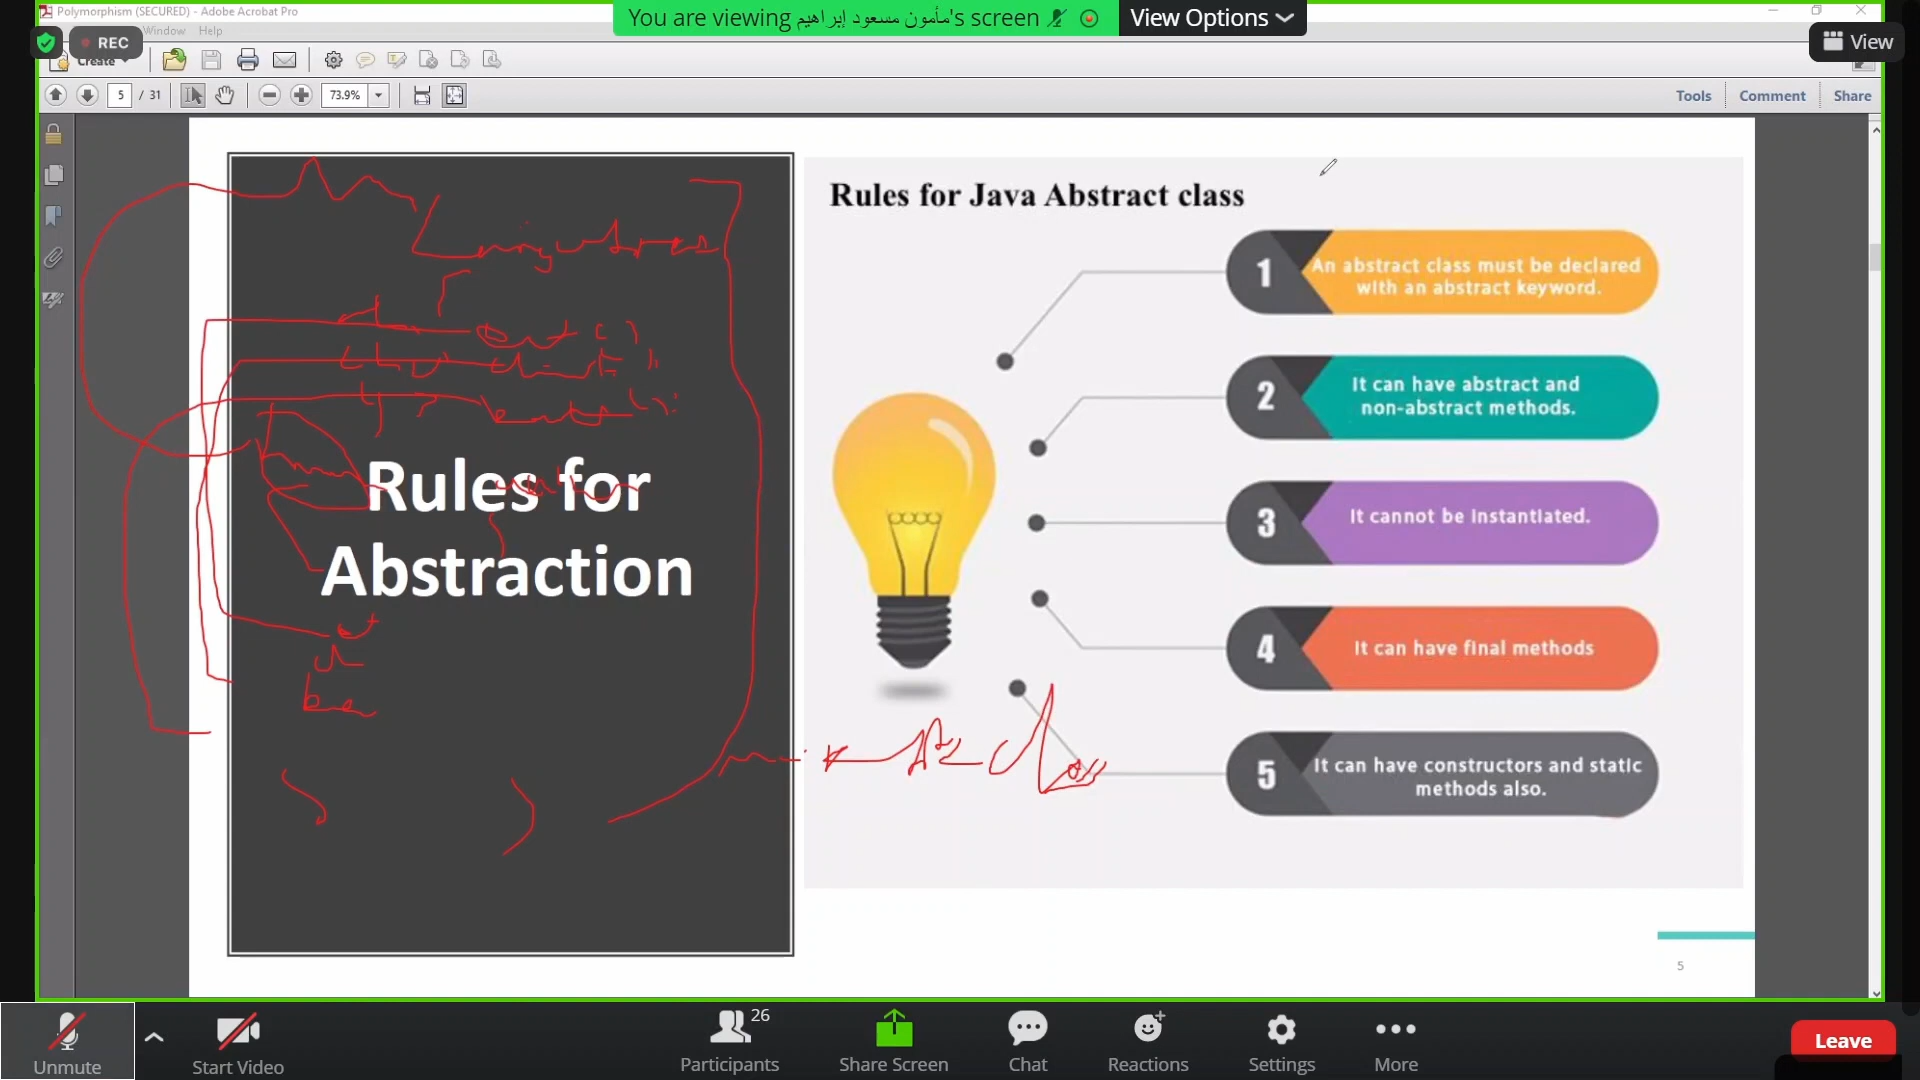 Polymorphism (SECURED) - Adobe Acrobat Pro
You are viewing مأمون مسعود ابراهيم's screen
View Options
REC
Window Help
View
Create
5 / 31
73.9%
Tools
Comment
Share
Rules for
Abstraction
Rules for Java Abstract class
1
An abstract class must be declared
with an abstract keyword.
2
It can have abstract and
non-abstract methods.
3
It cannot be instantiated.
4
It can have final methods
5
It can have constructors and static
methods also.
class
5
Unmute
Start Video
26
Participants
Share Screen
Chat
Reactions
Settings
More
Leave